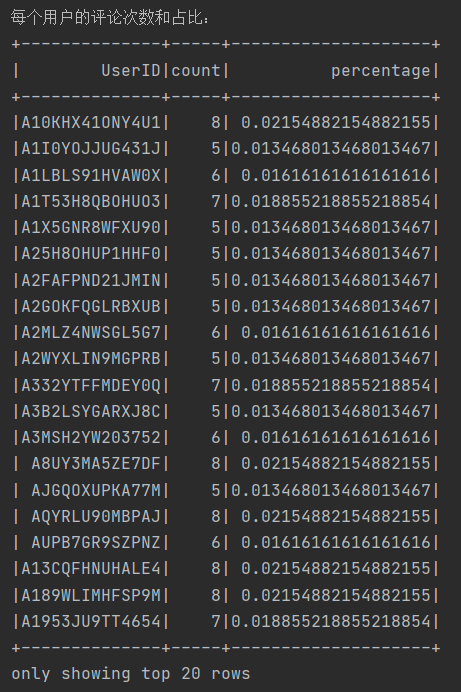 每个用户的评论次数和占比:
+--------------+-----+--------------------+
|        UserID|count|          percentage|
+--------------+-----+--------------------+
|A10KHX41ONY4U1|    8| 0.02154882154882155|
|A1I0YOJJUG431J|    5|0.013468013468013467|
|A1LBLS91HVAW0X|    6| 0.01616161616161616|
|A1T53H8QBOHUO3|    7|0.018855218855218854|
|A1X5GNR8WFXU90|    5|0.013468013468013467|
|A25H8OHUP1HHF0|    5|0.013468013468013467|
|A2FAFPND21JMIN|    5|0.013468013468013467|
|A2GOKFQGLRBXUB|    5|0.013468013468013467|
|A2MLZ4NWSGL5G7|    6| 0.01616161616161616|
|A2WYXLIN9MGPRB|    5|0.013468013468013467|
|A332YTFFMDEY0Q|    7|0.018855218855218854|
|A3B2LSYGARXJ8C|    5|0.013468013468013467|
|A3MSH2YW203752|    6| 0.01616161616161616|
| A8UY3MA5ZE7DF|    8| 0.02154882154882155|
| AJGQOXUPKA77M|    5|0.013468013468013467|
| AQYRLU90MBPAJ|    8| 0.02154882154882155|
| AUPB7GR9SZPNZ|    6| 0.01616161616161616|
|A13CQFHNUHALE4|    8| 0.02154882154882155|
|A189WLIMHFSP9M|    8| 0.02154882154882155|
|A1953JU9TT4654|    7|0.018855218855218854|
+--------------+-----+--------------------+
only showing top 20 rows